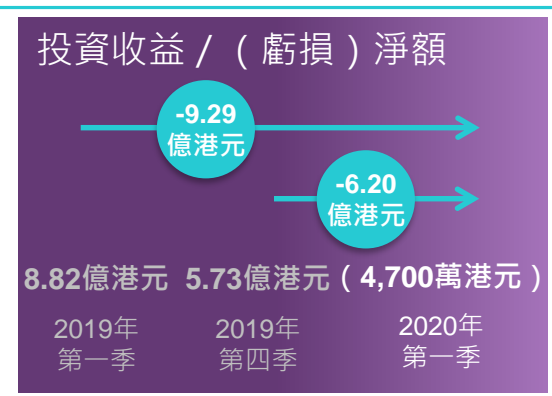 投資收益 / (虧損)淨額
-9.29
億港元
-6.20
億港元
8.82億港元 5.73億港元 (4,700萬港元)
2019年 2019年 2020年
第一季 第四季 第一季